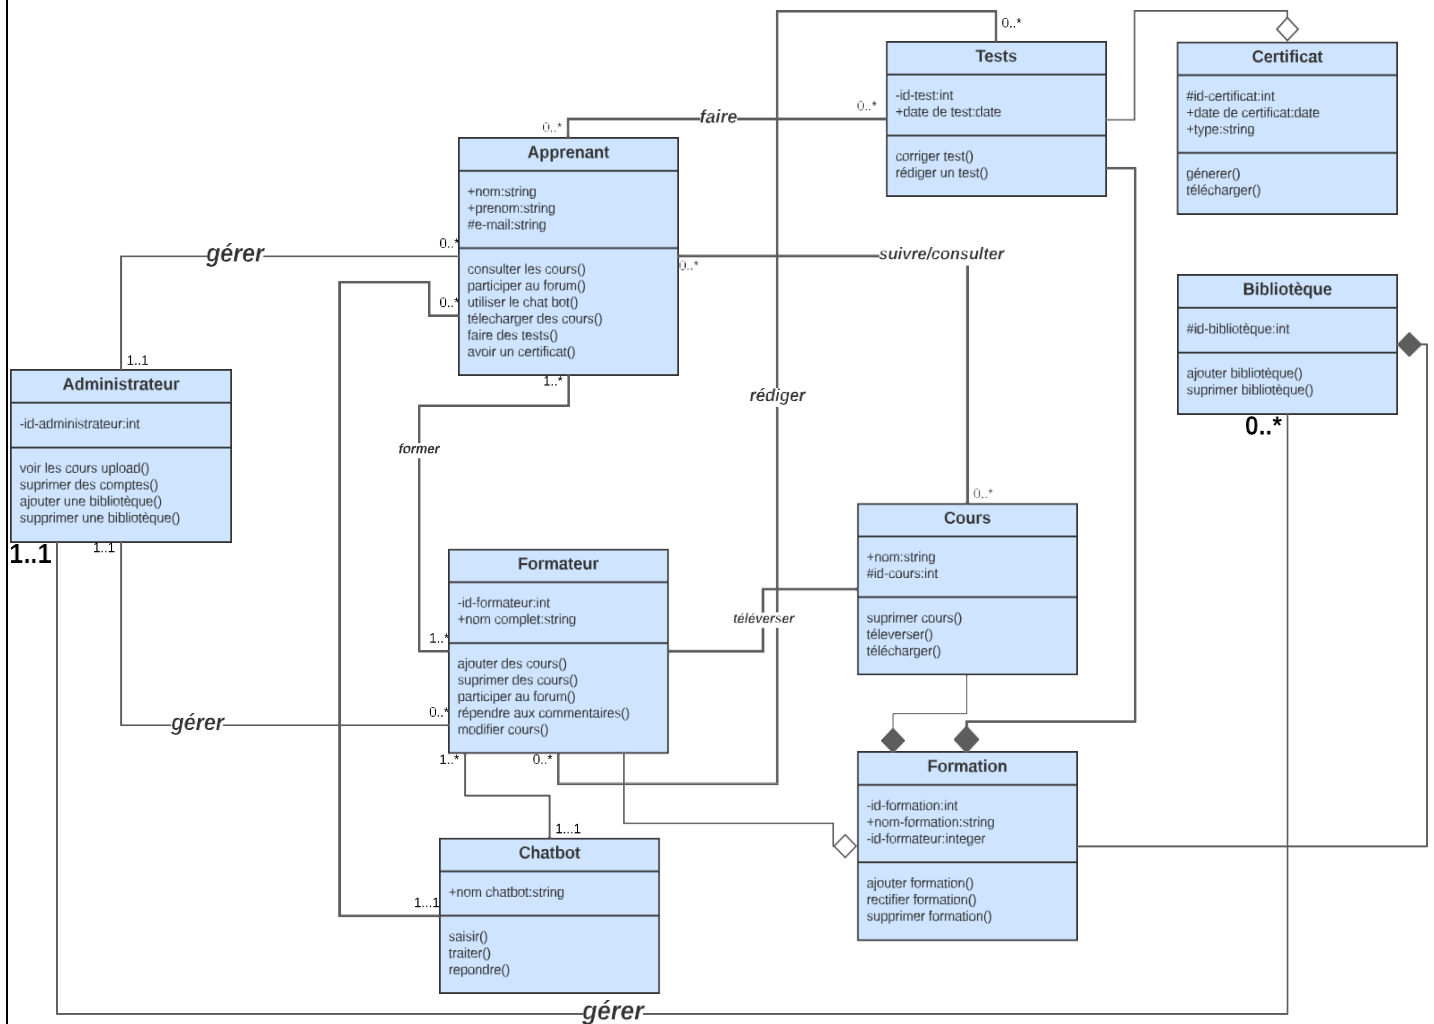 0..*
Tests
-id-test:int
+date de test:date
corriger test()
rédiger un test()
Certificat
#id-certificat:int
+date de certificat:date
+type:string
génerer()
télécharger()
faire
0..*
0..*
Apprenant
+nom:string
+prenom:string
#e-mail:string
consulter les cours()
participer au forum()
utiliser le chat bot()
télecharger des cours()
faire des tests()
avoir un certificat()
gérer
0..*
0..*
0..*
suivre/consulter
1..*
1..1
Bibliotèque
#id-bibliotèque:int
ajouter bibliotèque()
suprimer bibliotèque()
0..*
Administrateur
-id-administrateur:int
voir les cours upload()
suprimer des comptes()
ajouter une bibliotèque()
supprimer une bibliotèque()
1..1
1..1
rédiger
former
0..*
Cours
+nom:string
#id-cours:int
suprimer cours()
téleverser()
télécharger()
Formateur
-id-formateur:int
+nom complet:string
ajouter des cours()
suprimer des cours()
participer au forum()
répendre aux commentaires()
modifier cours()
téléverser
1..*
0..*
gérer
1..*
0..*
1...1
Formation
-id-formation:int
+nom-formation:string
-id-formateur:integer
ajouter formation()
rectifier formation()
supprimer formation()
Chatbot
+nom chatbot:string
saisir()
traiter()
repondre()
1...1
gérer